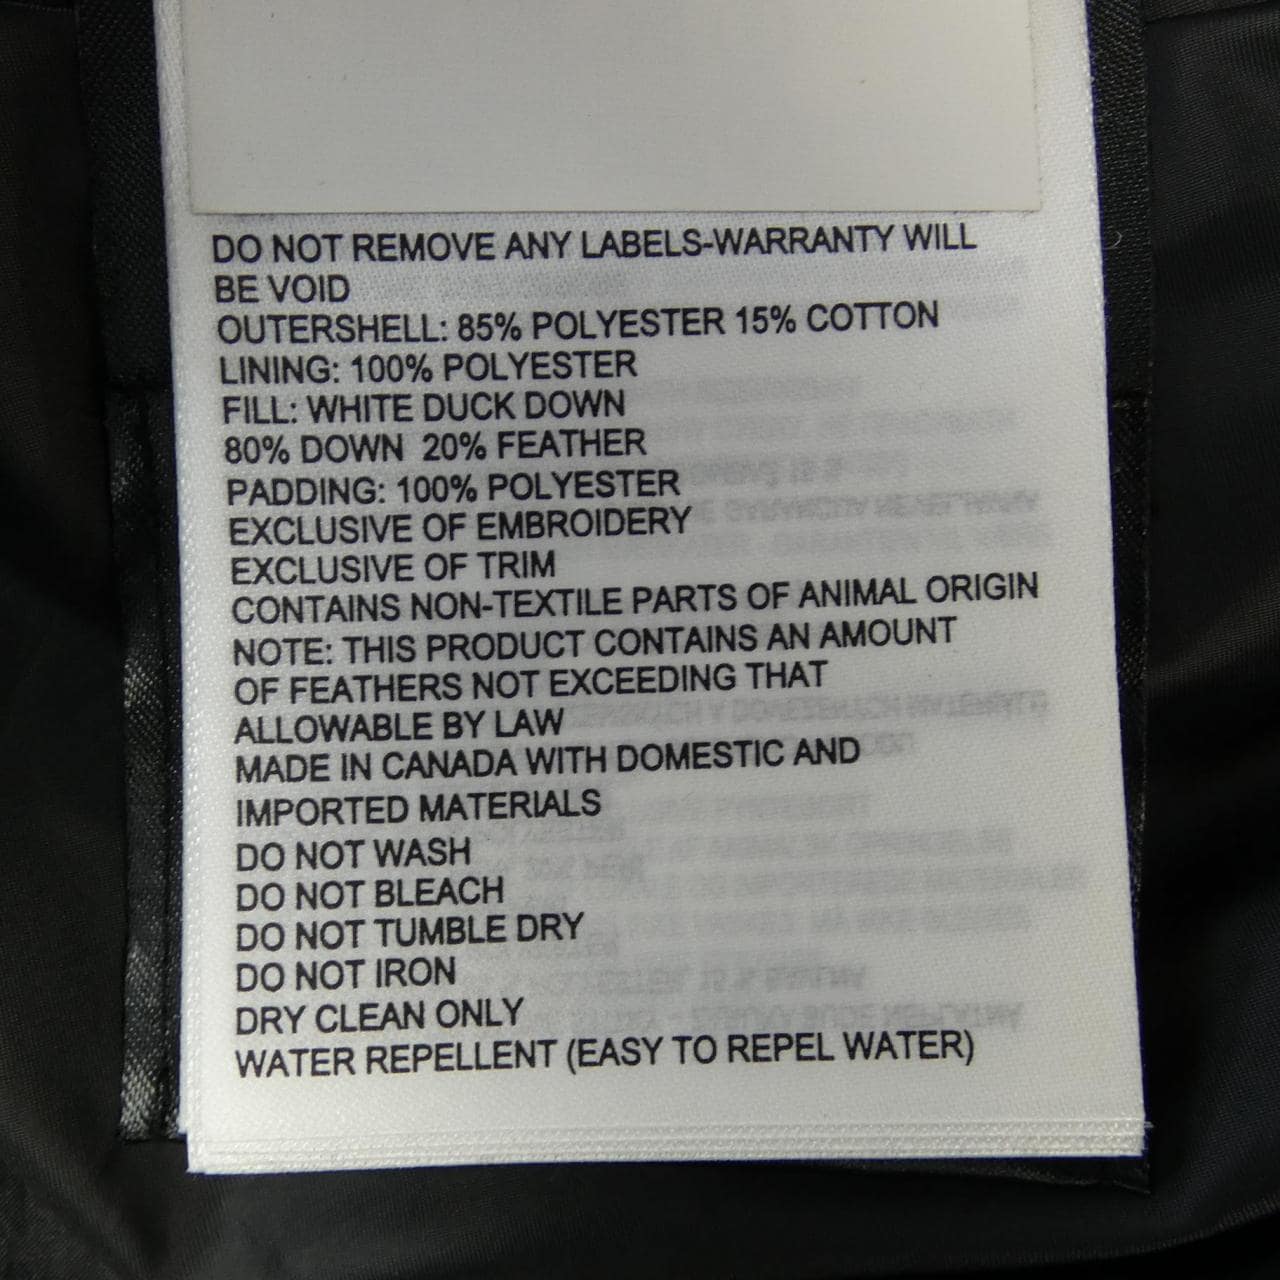 DO NOT REMOVE ANY LABELS-WARRANTY WILL
BE VOID
OUTERSHELL: 85% POLYESTER 15% COTTON
LINING: 100% POLYESTER
FILL: WHITE DUCK DOWN
80% DOWN 20% FEATHER
PADDING: 100% POLYESTER
EXCLUSIVE OF EMBROIDERY
EXCLUSIVE OF TRIM
CONTAINS NON-TEXTILE PARTS OF ANIMAL ORIGIN
NOTE: THIS PRODUCT CONTAINS AN AMOUNT
OF FEATHERS NOT EXCEEDING THAT
ALLOWABLE BY LAW
MADE IN CANADA WITH DOMESTIC AND
IMPORTED MATERIALS
DO NOT WASH
DO NOT BLEACH
DO NOT TUMBLE DRY
DO NOT IRON
DRY CLEAN ONLY
WATER REPELLENT (EASY TO REPEL WATER)